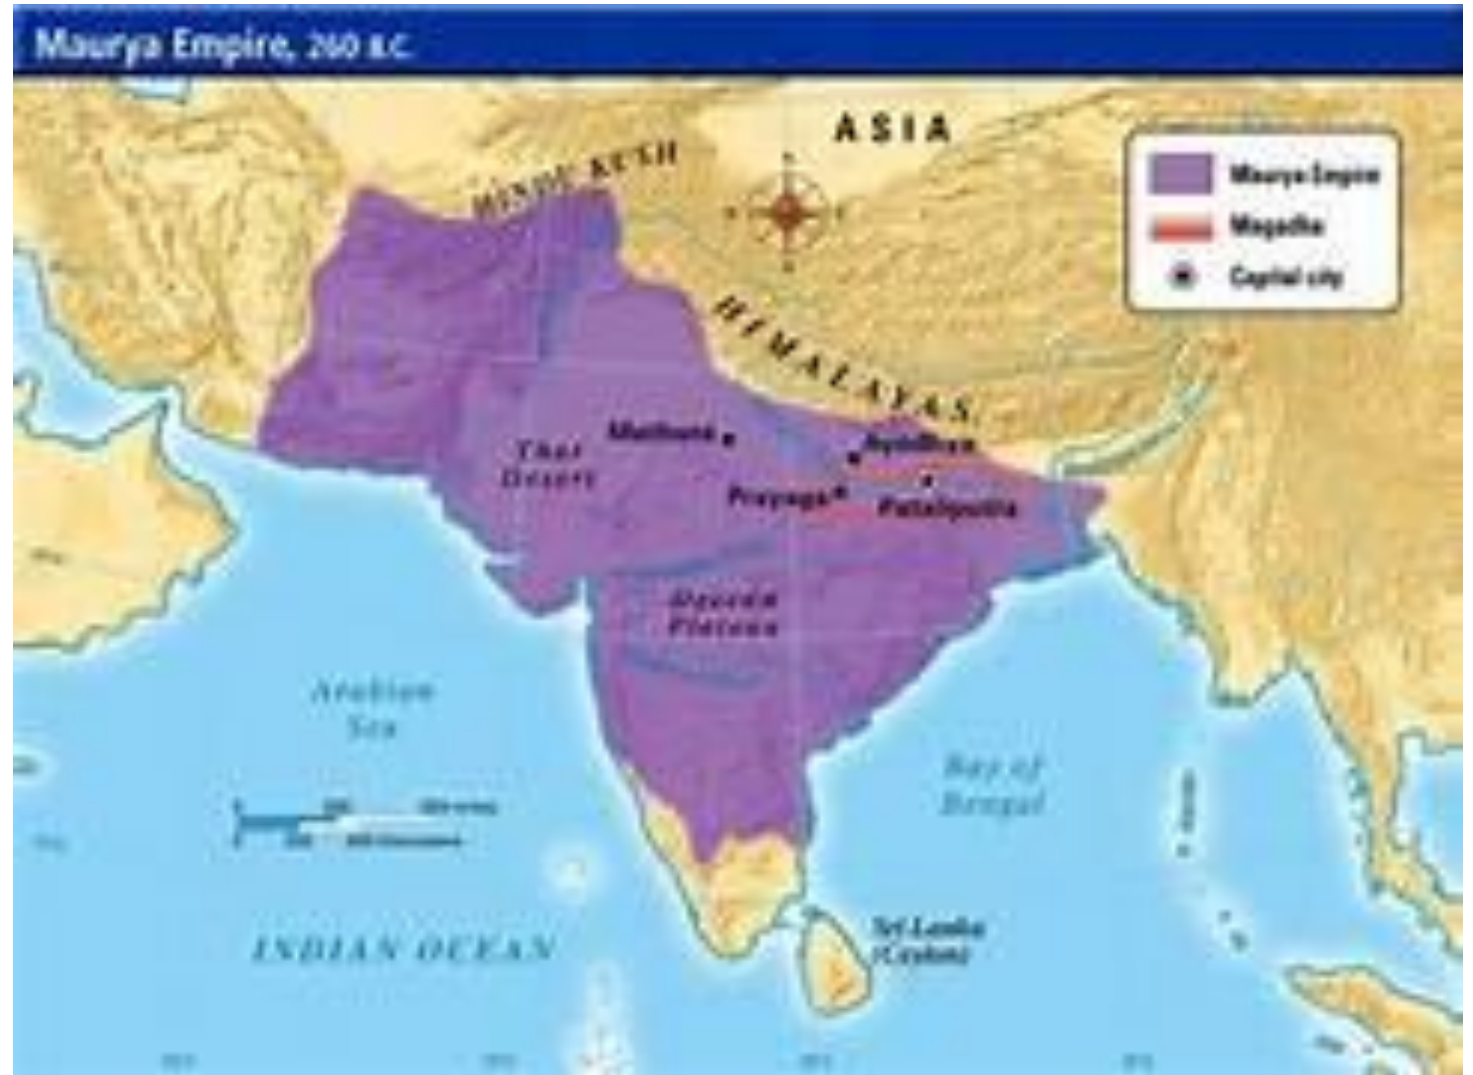 Maurya Empire, 260 B.C.
ASIA
HINDU KUSH
Maurya Empire
Magadha
Capital city
HIMALAYAS
Mathura
Ayodhya
Thar
Desert
Prayaga
Pataliputra
Deccan
Plateau
Arabian
Sea
Bay of
Bengal
INDIAN OCEAN
Sri Lanka
(Ceylon)